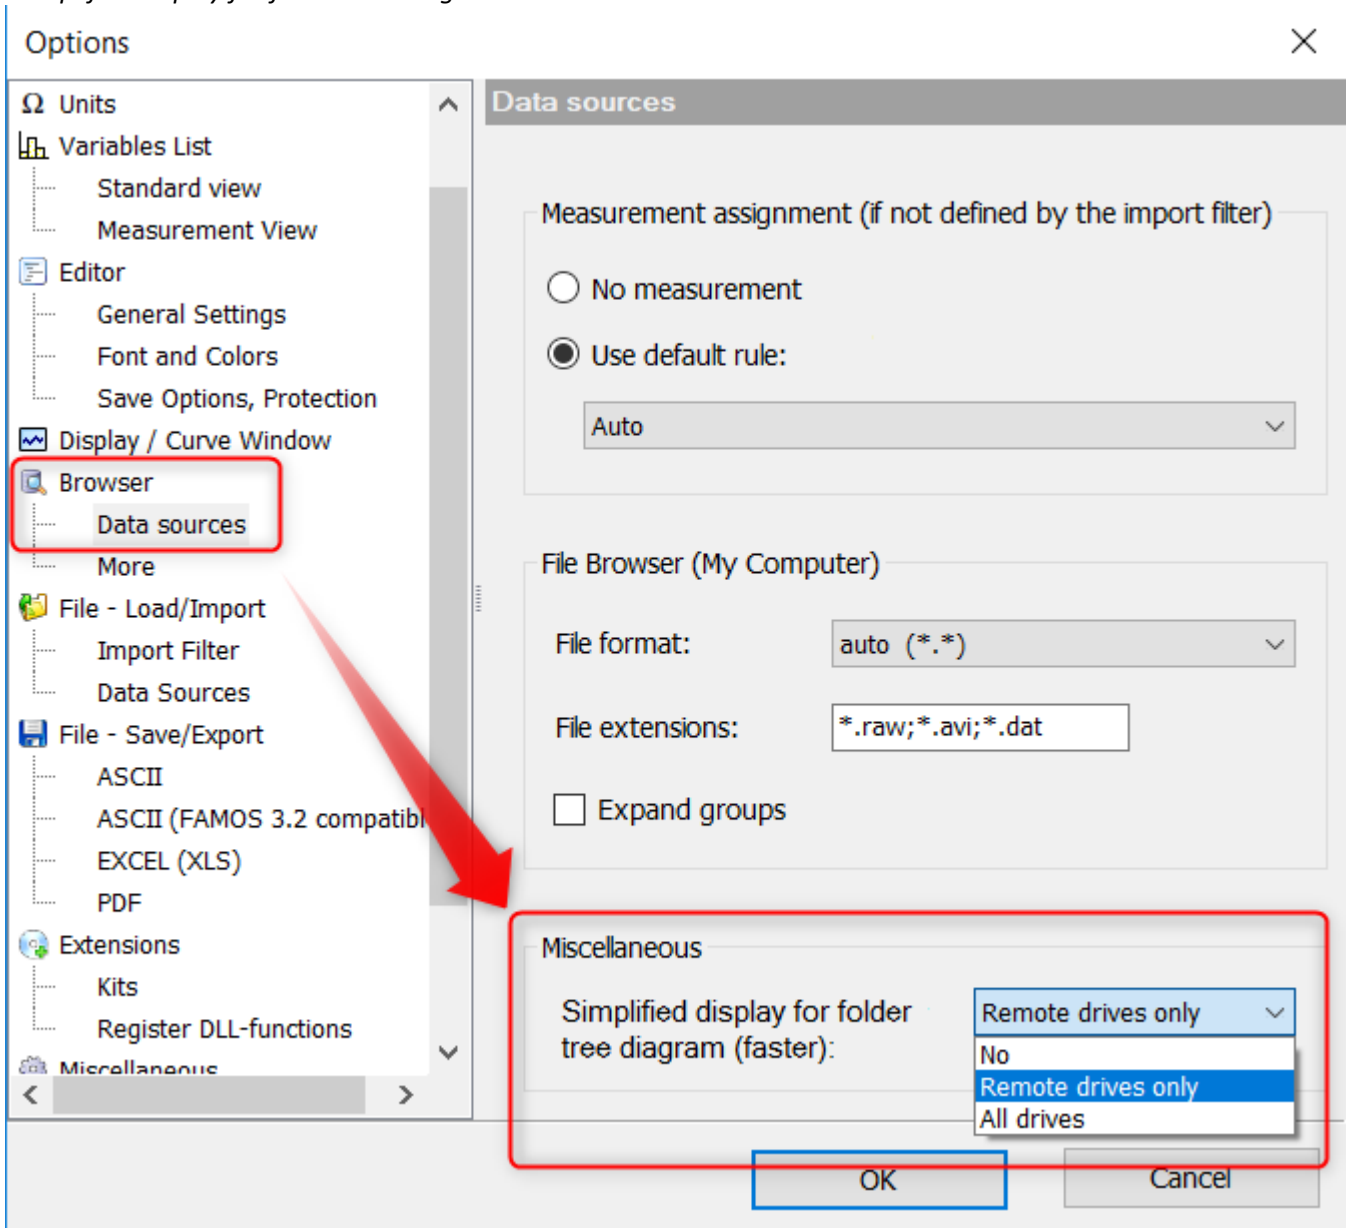 Options
Units
Variables List
Standard view
Measurement View
Editor
General Settings
Font and Colors
Save Options, Protection
Display / Curve Window
Browser
Data sources
More
File - Load/Import
Import Filter
Data Sources
File - Save/Export
ASCII
ASCII (FAMOS 3.2 compatibl
EXCEL (XLS)
PDF
Extensions
Kits
Register DLL-functions
Miscellaneous
Data sources
Measurement assignment (if not defined by the import filter)
No measurement
Use default rule:
Auto
File Browser (My Computer)
File format:
auto (*.*)
File extensions:
*.raw;*.avi;*.dat
Expand groups
Miscellaneous
Simplified display for folder
tree diagram (faster):
Remote drives only
No
Remote drives only
All drives
OK
Cancel